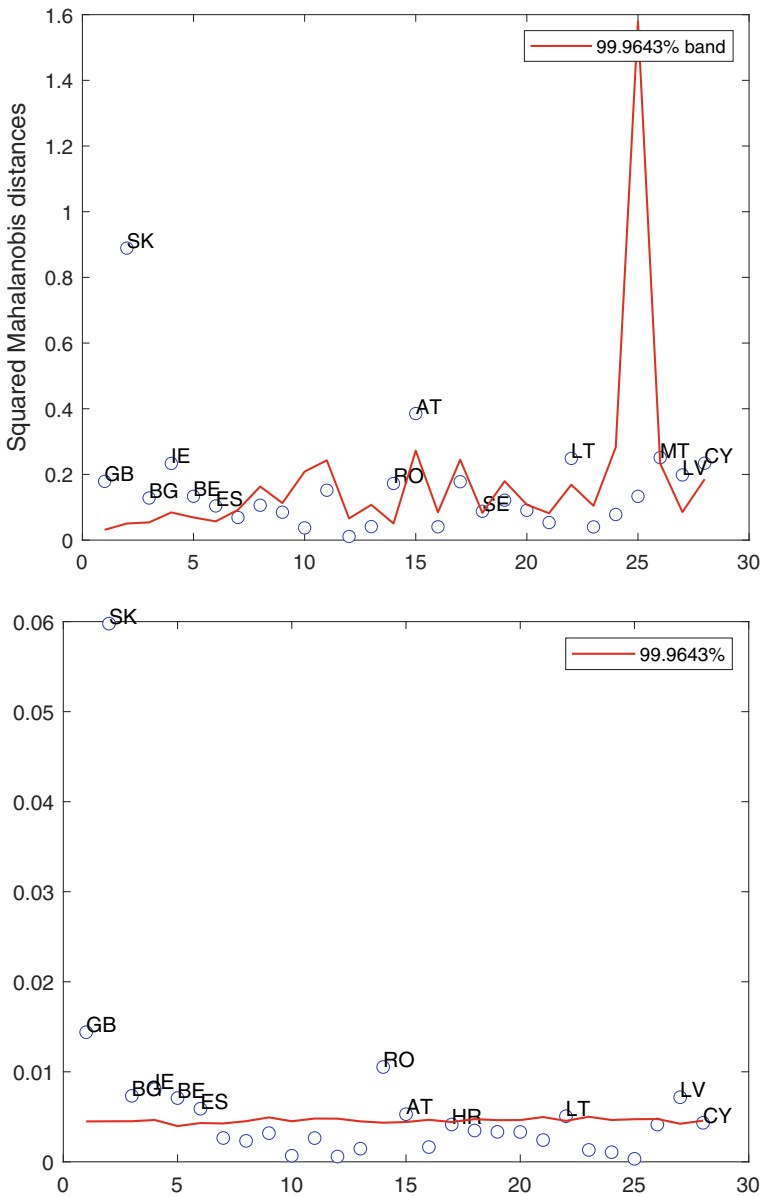 Squared Mahalanobis distances
1.6
1.4
1.2
1
0.8
0.6
0.4
0.2
0
99.9643% band
SK
GB
BG
IE
BE
ES
RO
AT
SE
LT
MT
LV
CY
0 5 10 15 20 25 30
0.06
0.05
0.04
0.03
0.02
0.01
0
99.9643%
SK
GB
BG
IE
BE
ES
RO
AT
HR
LT
LV
CY
0 5 10 15 20 25 30